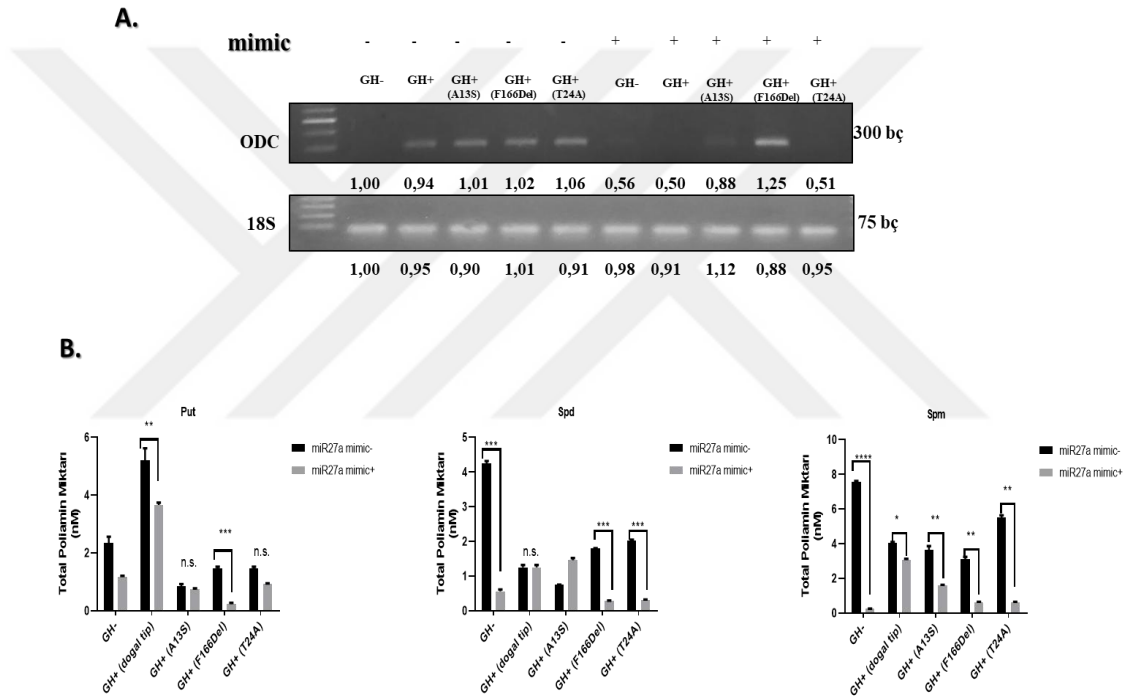 A.
mimic - - - - - + + + + +
GH- GH+ GH+ (A13S) GH+ (F166Del) GH+ (T24A) GH- GH+ GH+ (A13S) GH+ (F166Del) GH+ (T24A)
ODC 300 bç
1,00 0,94 1,01 1,02 1,06 0,56 0,50 0,88 1,25 0,51
18S 75 bç
1,00 0,95 0,90 1,01 0,91 0,98 0,91 1,12 0,88 0,95
B.
Put
Total Poliamin Miktarı
(nM)
6
4
2
0
** n.s. *** n.s.
miR27a mimic-
miR27a mimic+
GH-
GH+ (dogal tip)
GH+ (A13S)
GH+ (F166Del)
GH+ (T24A)
Spd
Total Poliamin Miktarı
(nM)
5
4
3
2
1
0
*** n.s. *** ***
miR27a mimic-
miR27a mimic+
GH-
GH+ (dogal tip)
GH+ (A13S)
GH+ (F166Del)
GH+ (T24A)
Spm
Total Poliamin Miktarı
(nM)
10
8
6
4
2
0
**** * ** ** **
miR27a mimic-
miR27a mimic+
GH-
GH+ (dogal tip)
GH+ (A13S)
GH+ (F166Del)
GH+ (T24A)